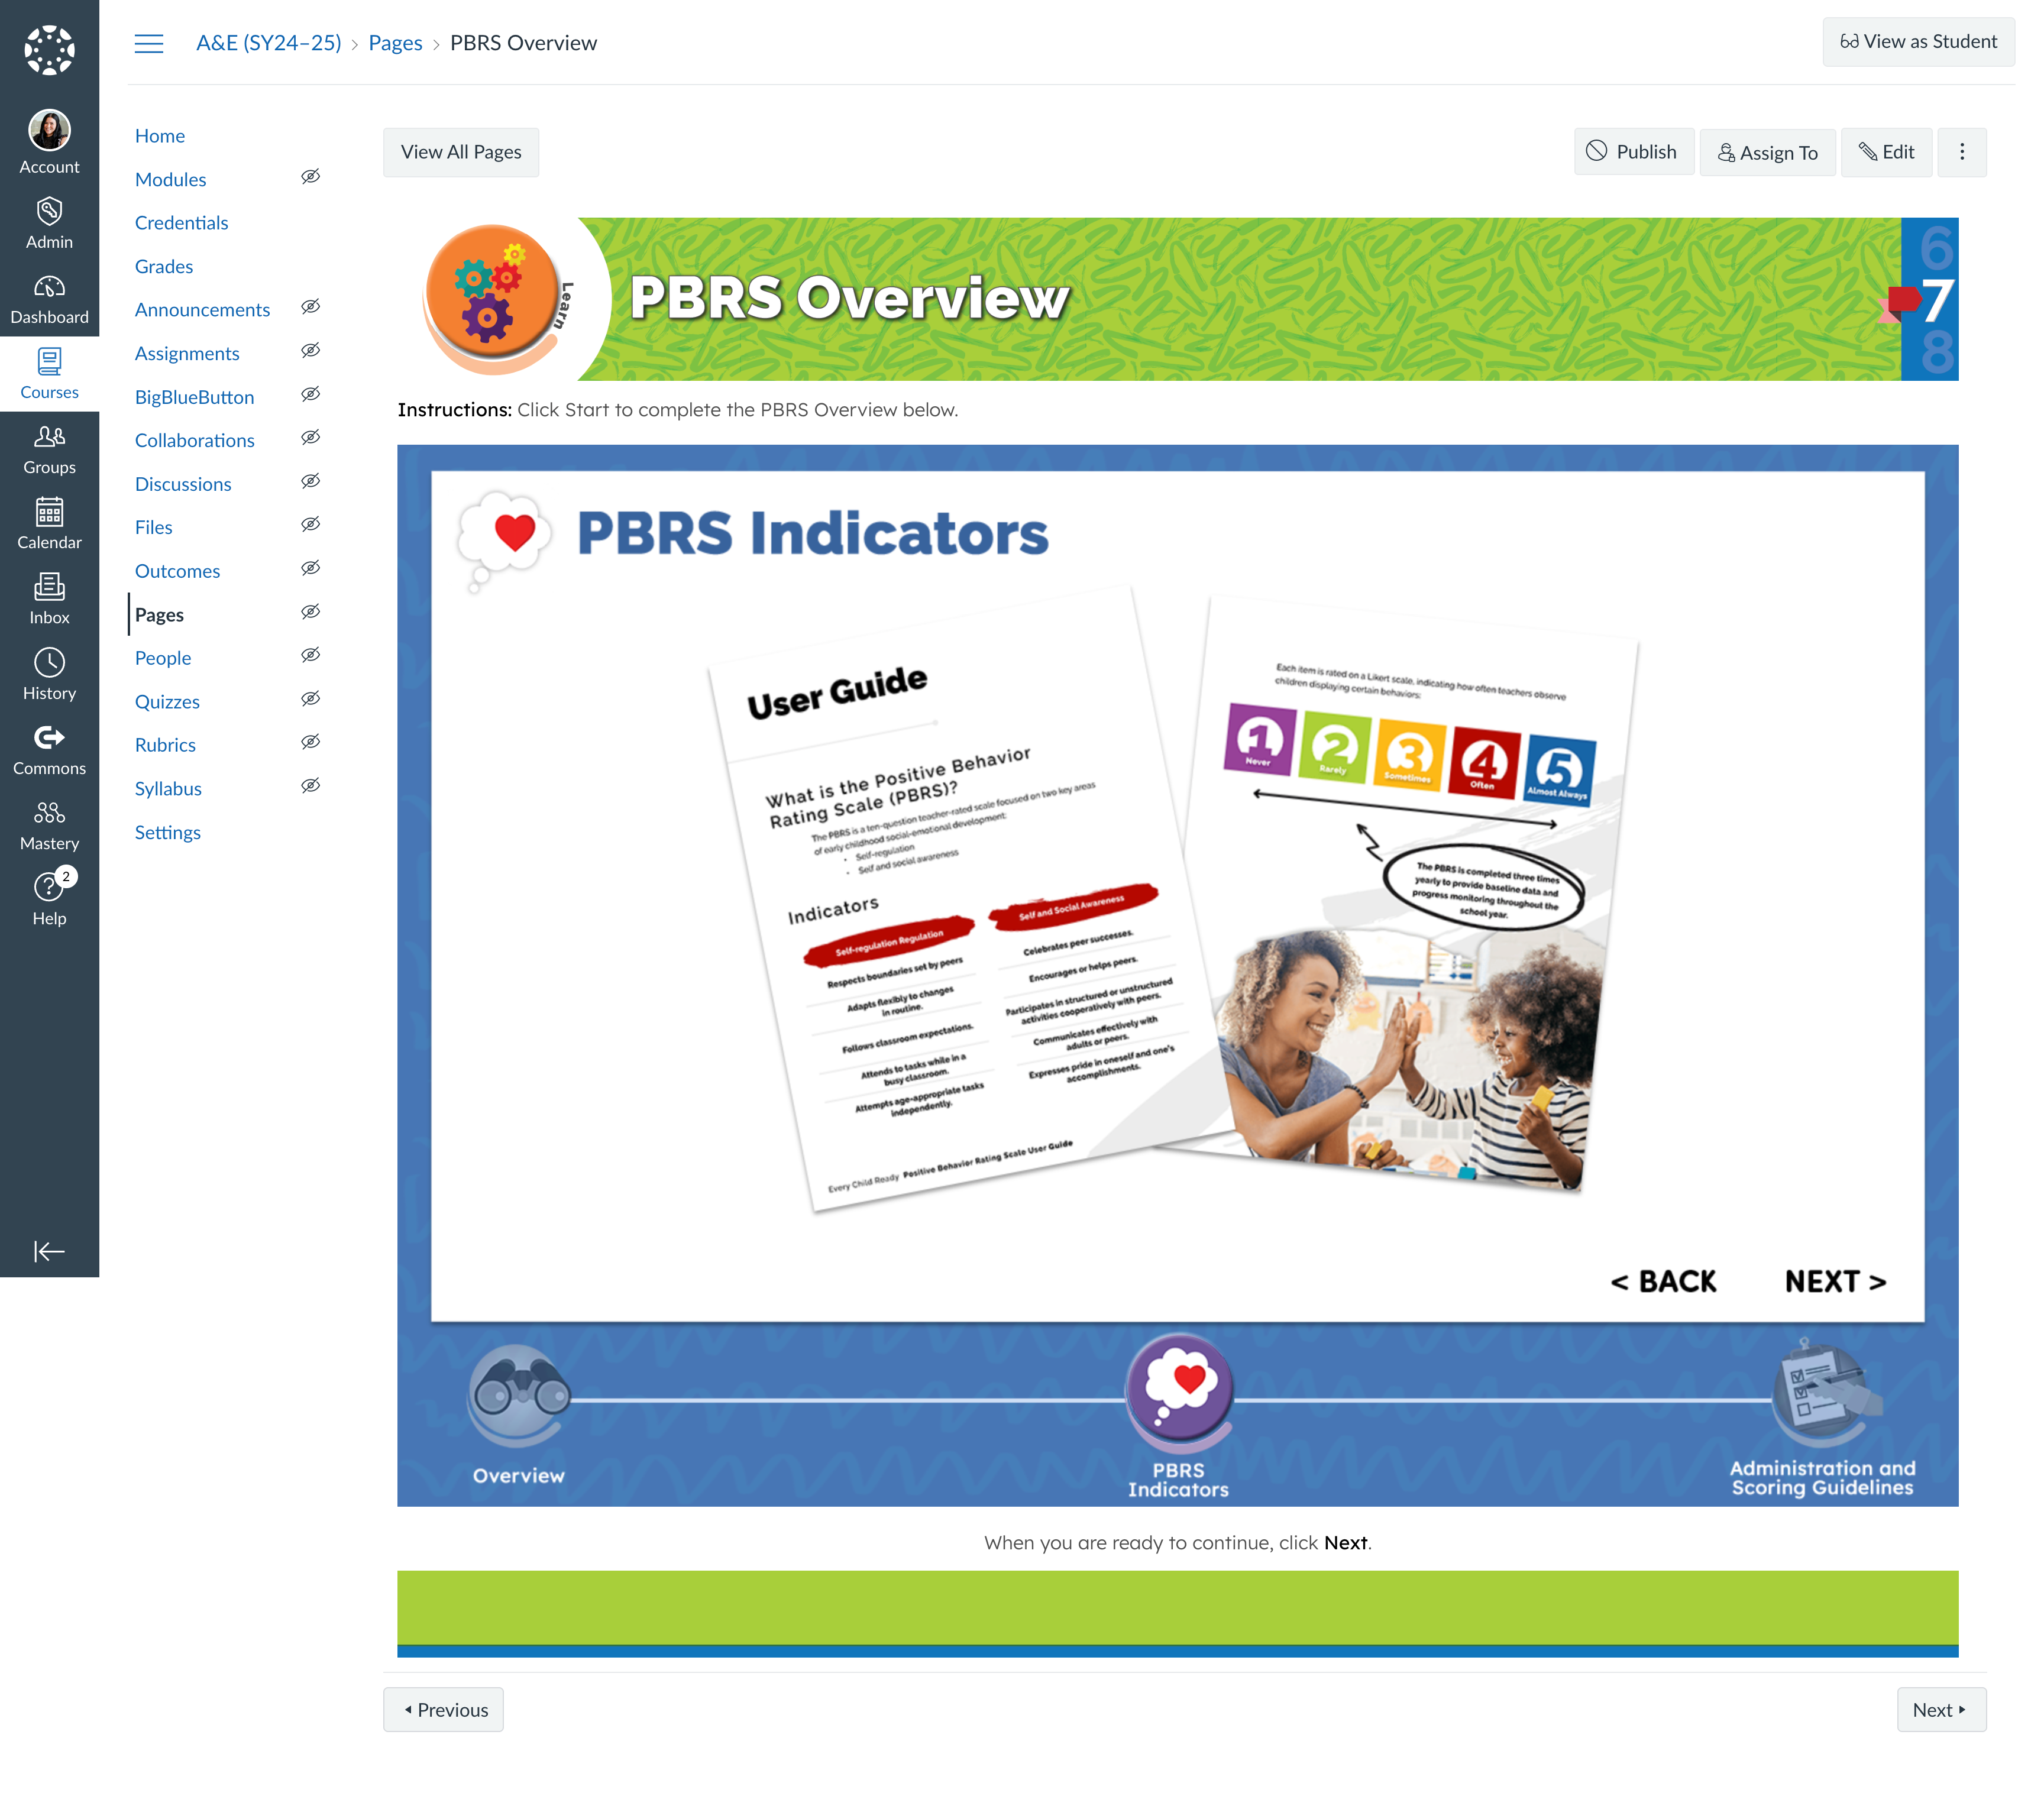 A&E (SY24–25) › Pages › PBRS Overview
View as Student
Account
Admin
Dashboard
Courses
Groups
Calendar
Inbox
History
Commons
Mastery
2
Help
Home
Modules
Credentials
Grades
Announcements
Assignments
BigBlueButton
Collaborations
Discussions
Files
Outcomes
Pages
People
Quizzes
Rubrics
Syllabus
Settings
View All Pages
Publish
Assign To
Edit
Learn
PBRS Overview
6
7
8
Instructions: Click Start to complete the PBRS Overview below.
PBRS Indicators
User Guide
What is the Positive Behavior
Rating Scale (PBRS)?
The PBRS is a ten-question teacher-rated scale focused on two key areas
of early childhood social-emotional development:
• Self-regulation
• Self and social awareness
Indicators
Self-regulation Regulation
Respects boundaries set by peers
Adapts flexibly to changes
in routine.
Follows classroom expectations.
Attends to tasks while in a
busy classroom.
Attempts age-appropriate tasks
independently.
Self and Social Awareness
Celebrates peer successes.
Encourages or helps peers.
Participates in structured or unstructured
activities cooperatively with peers.
Communicates effectively with
adults or peers.
Expresses pride in oneself and one's
accomplishments.
Every Child Ready Positive Behavior Rating Scale User Guide
Each item is rated on a Likert scale, indicating how often teachers observe
children displaying certain behaviors:
1 Never
2 Rarely
3 Sometimes
4 Often
5 Almost Always
The PBRS is completed three times
yearly to provide baseline data and
progress monitoring throughout the
school year.
< BACK
NEXT >
Overview
PBRS
Indicators
Administration and
Scoring Guidelines
When you are ready to continue, click Next.
Previous
Next